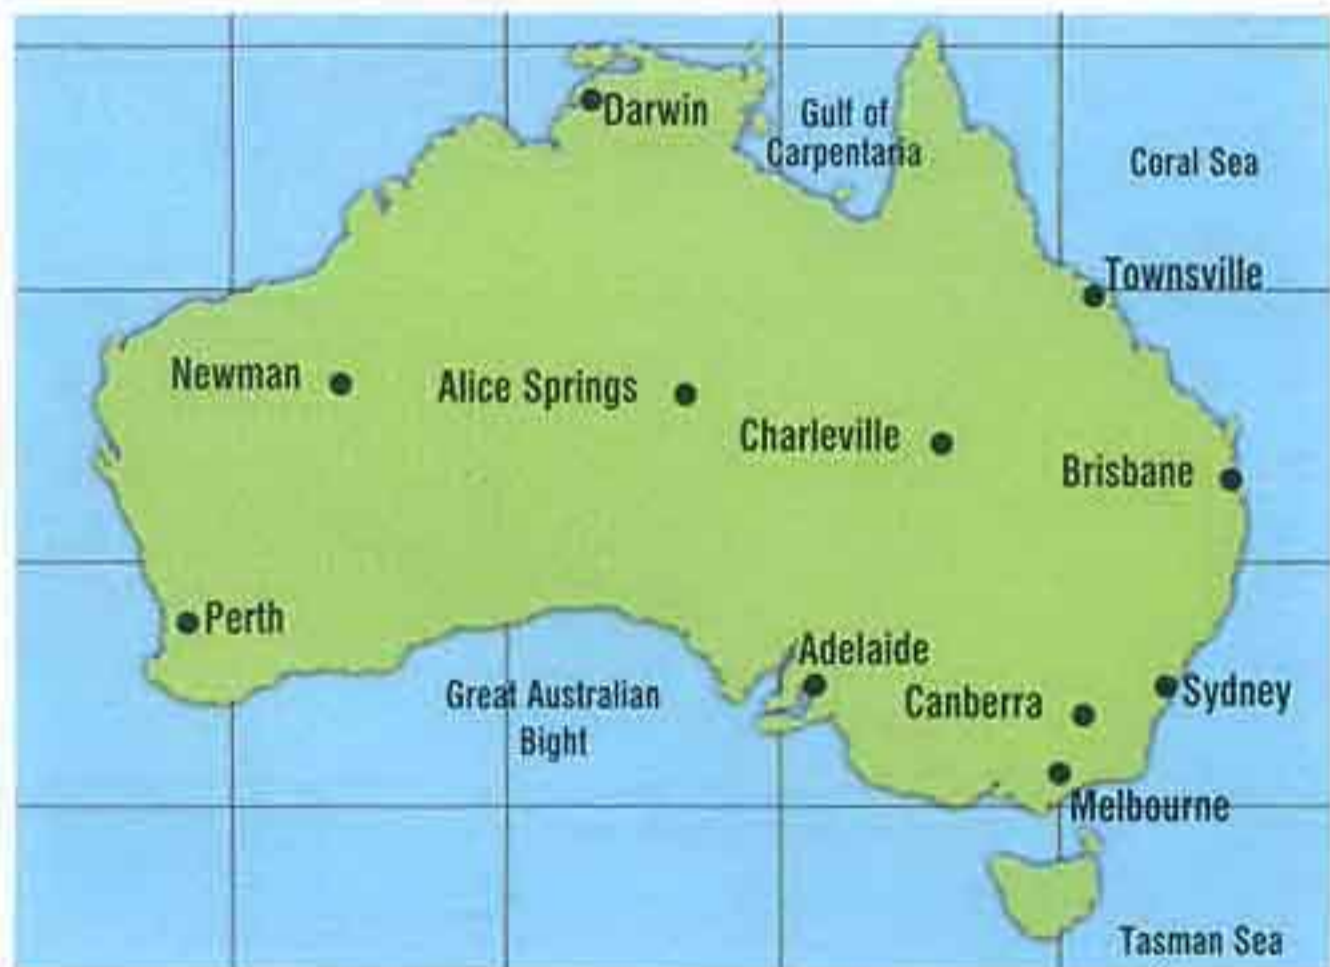 Darwin
Gulf of
Carpentaria
Coral Sea
Townsville
Newman
Alice Springs
Charleville
Brisbane
Perth
Adelaide
Great Australian
Bight
Canberra
Sydney
Melbourne
Tasman Sea